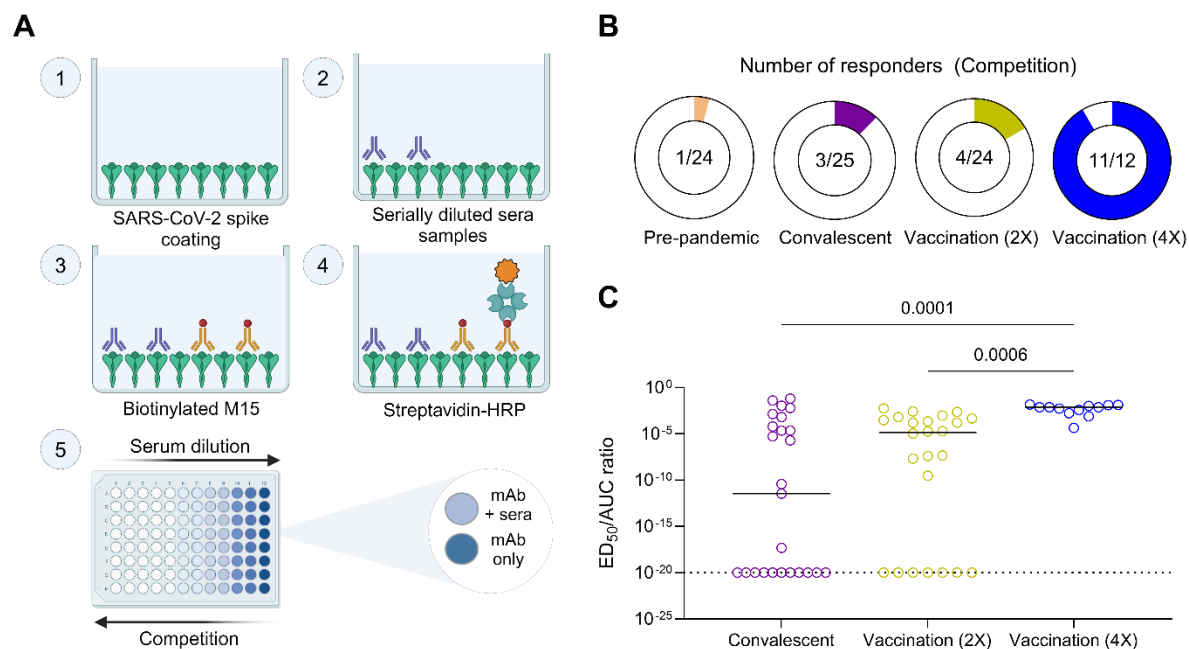 A
1
2
SARS-CoV-2 spike
coating
Serially diluted sera
samples
3
4
Biotinylated M15
Streptavidin-HRP
5
Serum dilution
mAb
+ sera
mAb
only
Competition
B
Number of responders (Competition)
1/24
3/25
4/24
11/12
Pre-pandemic
Convalescent
Vaccination (2X)
Vaccination (4X)
C
0.0001
0.0006
ED50/AUC ratio
10^0
10^-5
10^-10
10^-15
10^-20
10^-25
Convalescent
Vaccination (2X)
Vaccination (4X)